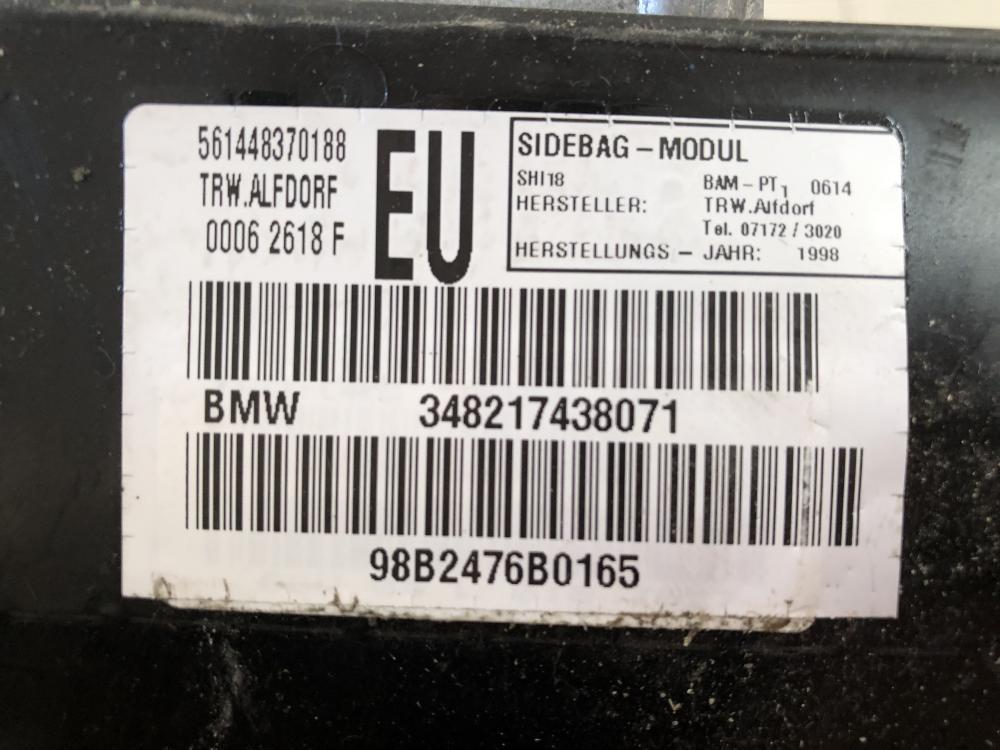 561448370188
TRW.ALFDORF
0006 2618 F
EU
SIDEBAG – MODUL
SHI18 BAM – PT1 0614
HERSTELLER: TRW.Alfdorf
Tel. 07172 / 3020
HERSTELLUNGS – JAHR: 1998
BMW 348217438071
98B2476B0165